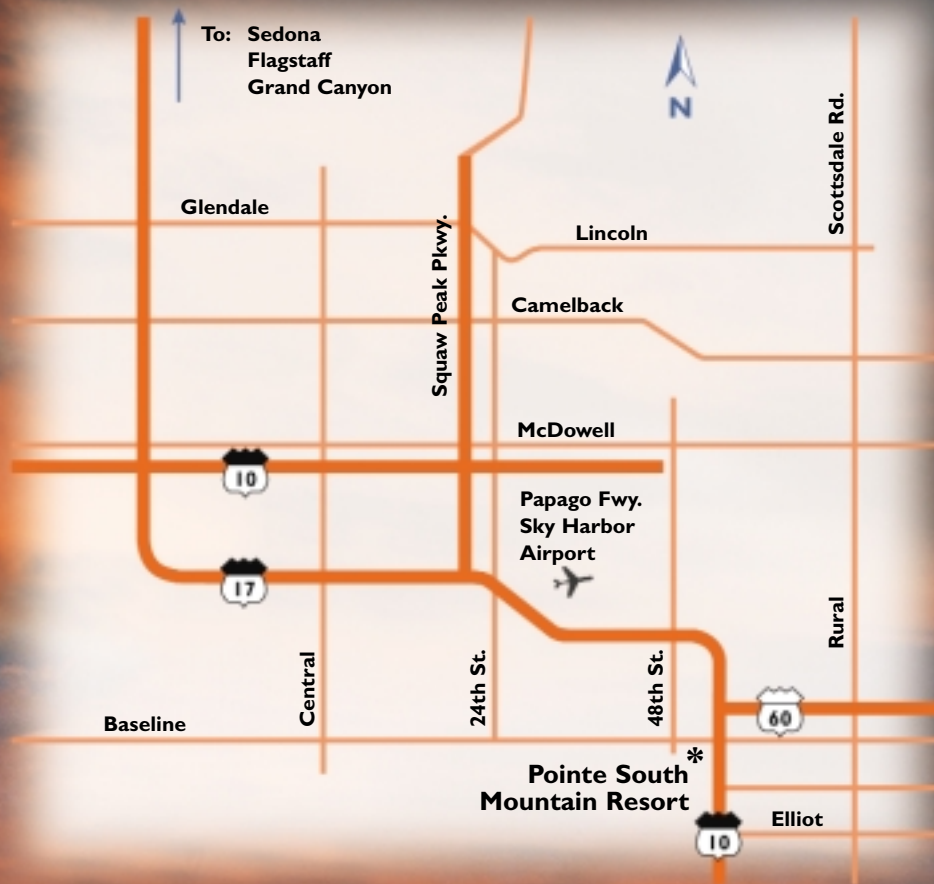 To: Sedona
Flagstaff
Grand Canyon
N
Scottsdale Rd.
Glendale
Squaw Peak Pkwy.
Lincoln
Camelback
McDowell
10
Papago Fwy.
Sky Harbor
Airport
17
Rural
Central
24th St.
48th St.
60
Baseline
*
Pointe South
Mountain Resort
Elliot
10